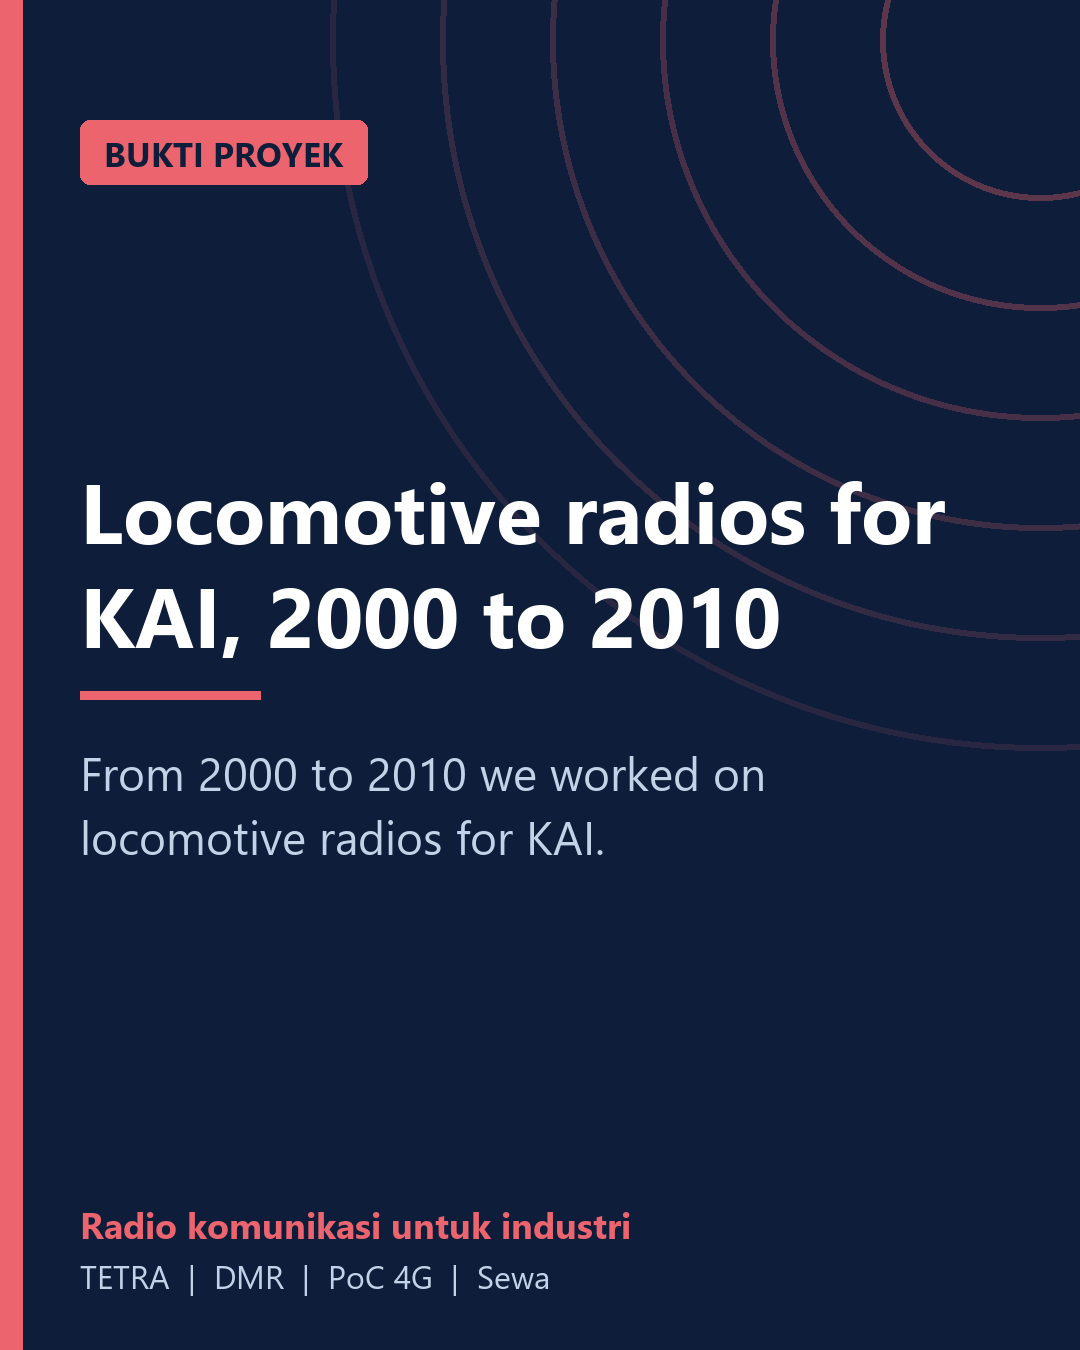 BUKTI PROYEK
Locomotive radios for
KAI, 2000 to 2010
From 2000 to 2010 we worked on
locomotive radios for KAI.
Radio komunikasi untuk industri
TETRA | DMR | PoC 4G | Sewa